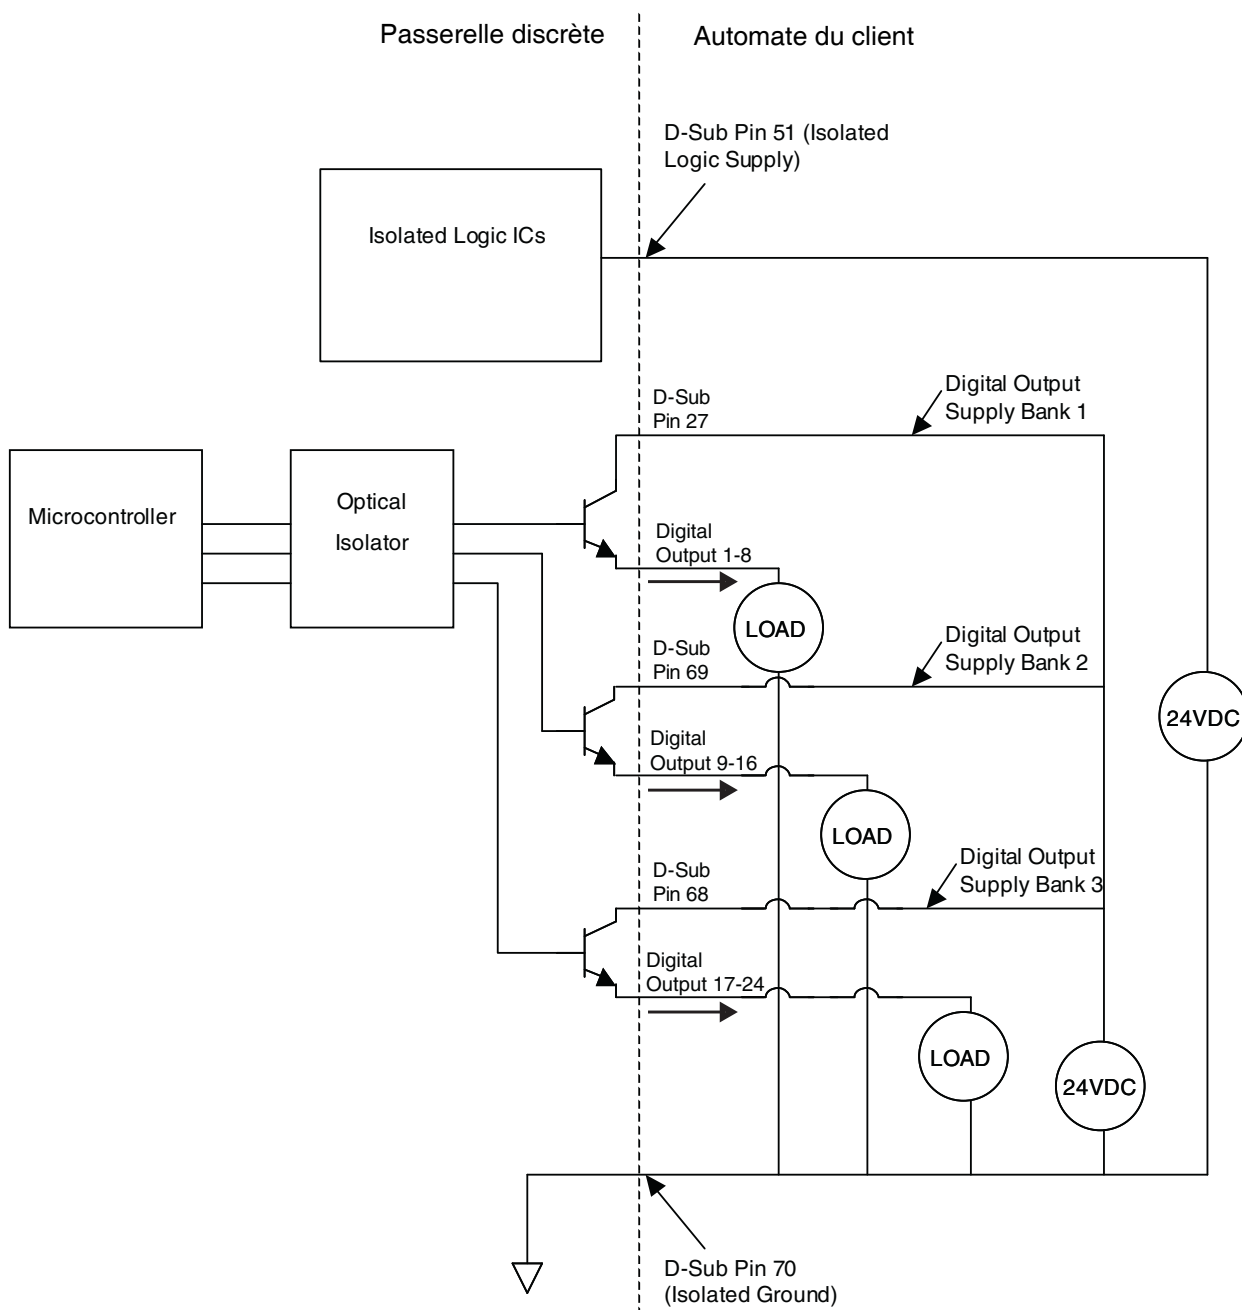 Passerelle discrète
Automate du client
D-Sub Pin 51 (Isolated
Logic Supply)
Isolated Logic ICs
D-Sub
Pin 27
Digital Output
Supply Bank 1
Microcontroller
Optical
Isolator
Digital
Output 1-8
LOAD
D-Sub
Pin 69
Digital Output
Supply Bank 2
24VDC
Digital
Output 9-16
LOAD
D-Sub
Pin 68
Digital Output
Supply Bank 3
Digital
Output 17-24
LOAD
24VDC
D-Sub Pin 70
(Isolated Ground)